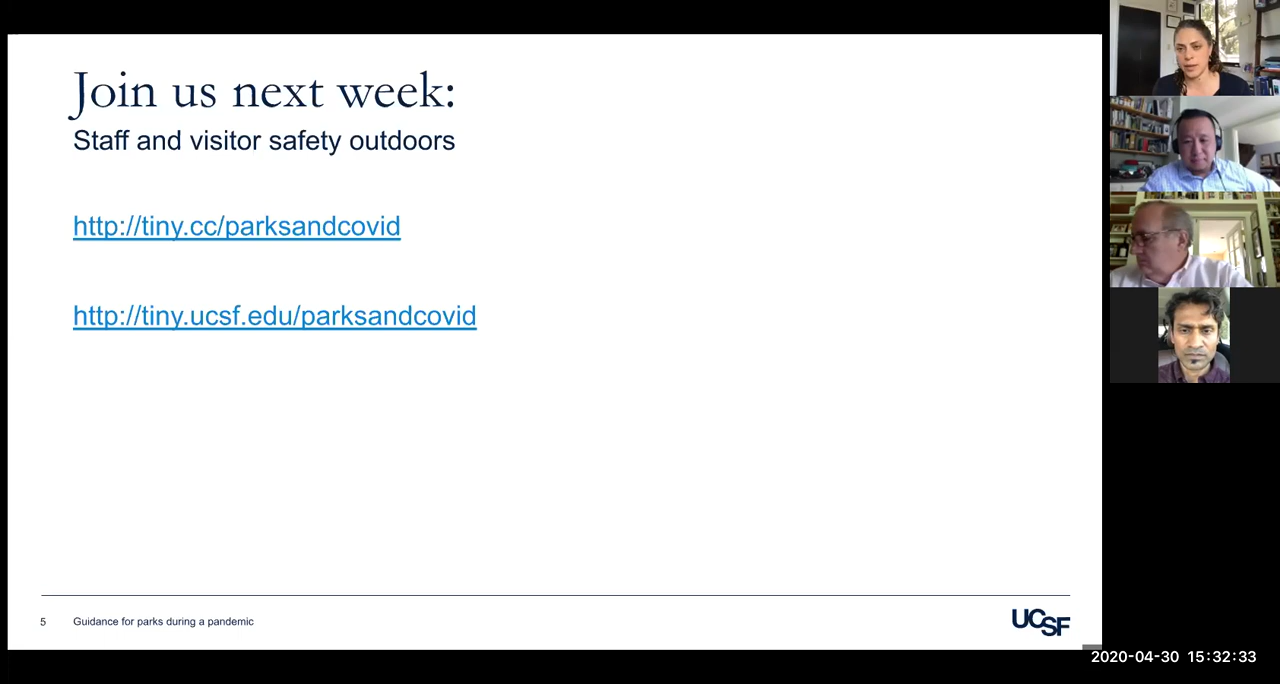 Join us next week:
Staff and visitor safety outdoors
http://tiny.cc/parksandcovid
http://tiny.ucsf.edu/parksandcovid
5 Guidance for parks during a pandemic
UCSF
2020-04-30 15:32:33